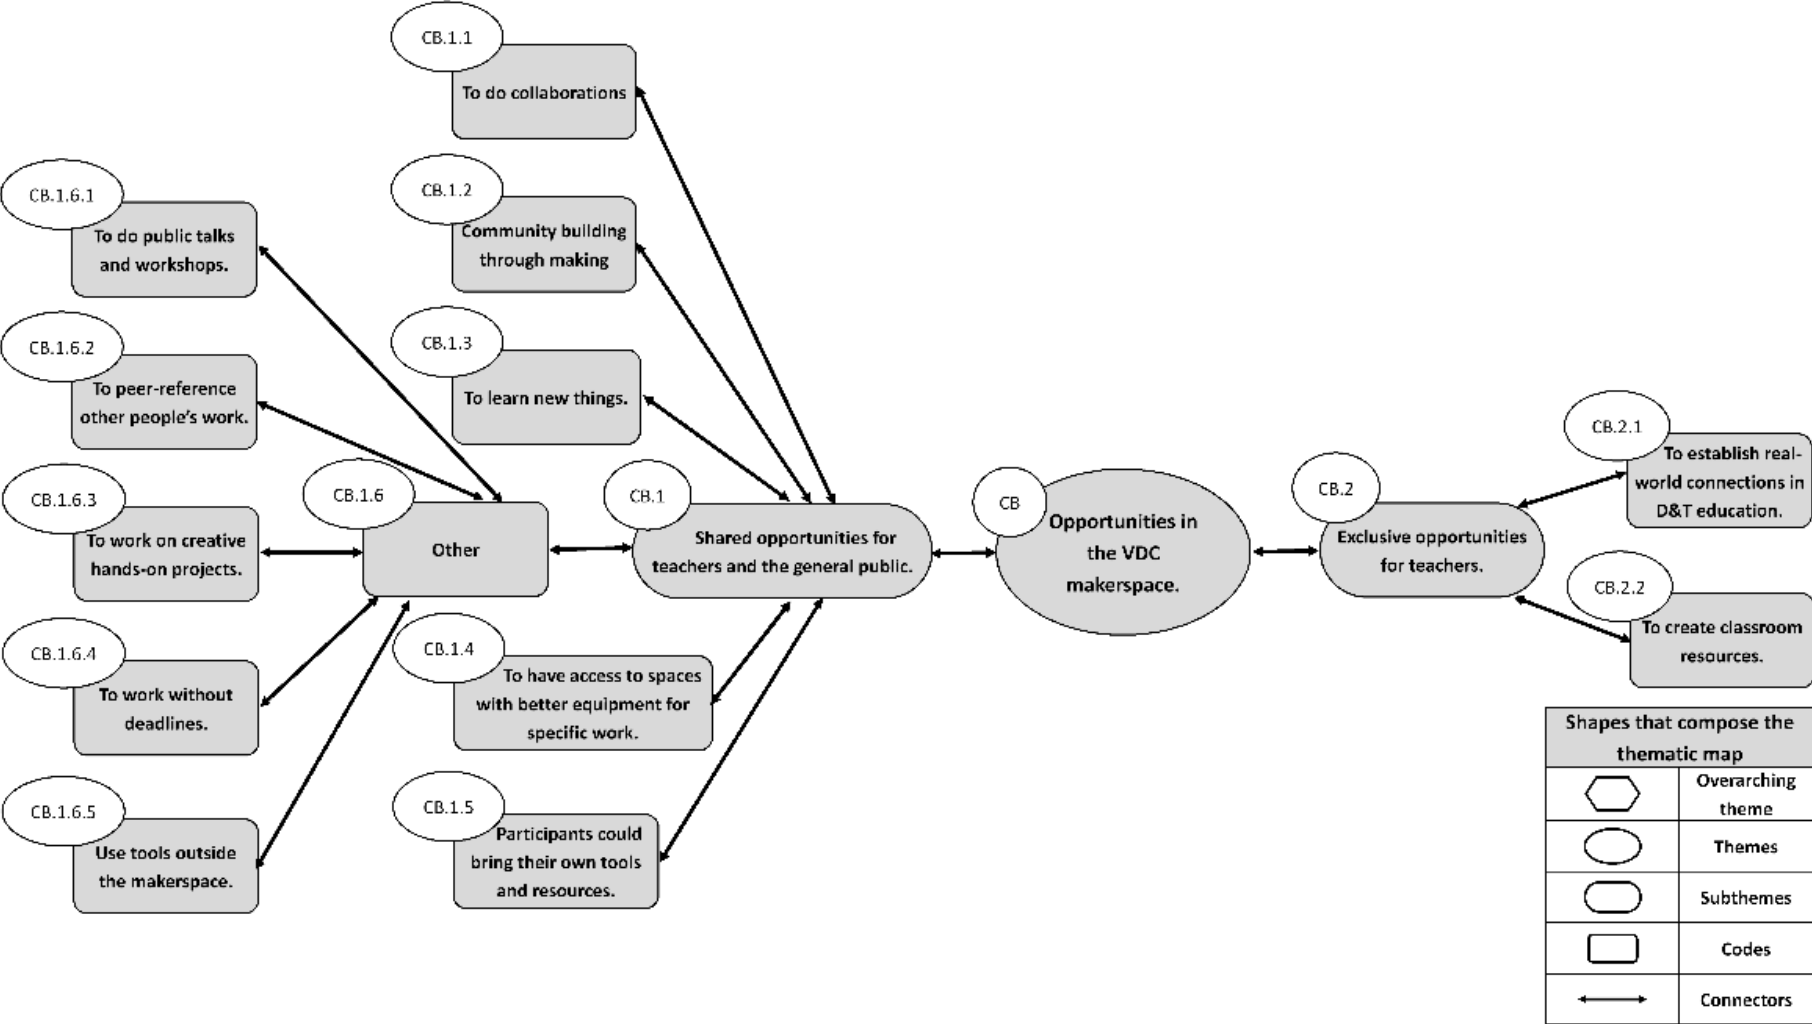 CB.1.1
To do collaborations
CB.1.2
Community building
through making
CB.1.3
To learn new things.
CB.1.6.1
To do public talks
and workshops.
CB.1.6.2
To peer-reference
other people's work.
CB.1.6.3
To work on creative
hands-on projects.
CB.1.6.4
To work without
deadlines.
CB.1.6.5
Use tools outside
the makerspace.
CB.1.6
Other
CB.1
Shared opportunities for
teachers and the general public.
CB.1.4
To have access to spaces
with better equipment for
specific work.
CB.1.5
Participants could
bring their own tools
and resources.
CB
Opportunities in
the VDC
makerspace.
CB.2
Exclusive opportunities
for teachers.
CB.2.1
To establish real-
world connections in
D&T education.
CB.2.2
To create classroom
resources.
Shapes that compose the
thematic map
Overarching
theme
Themes
Subthemes
Codes
Connectors